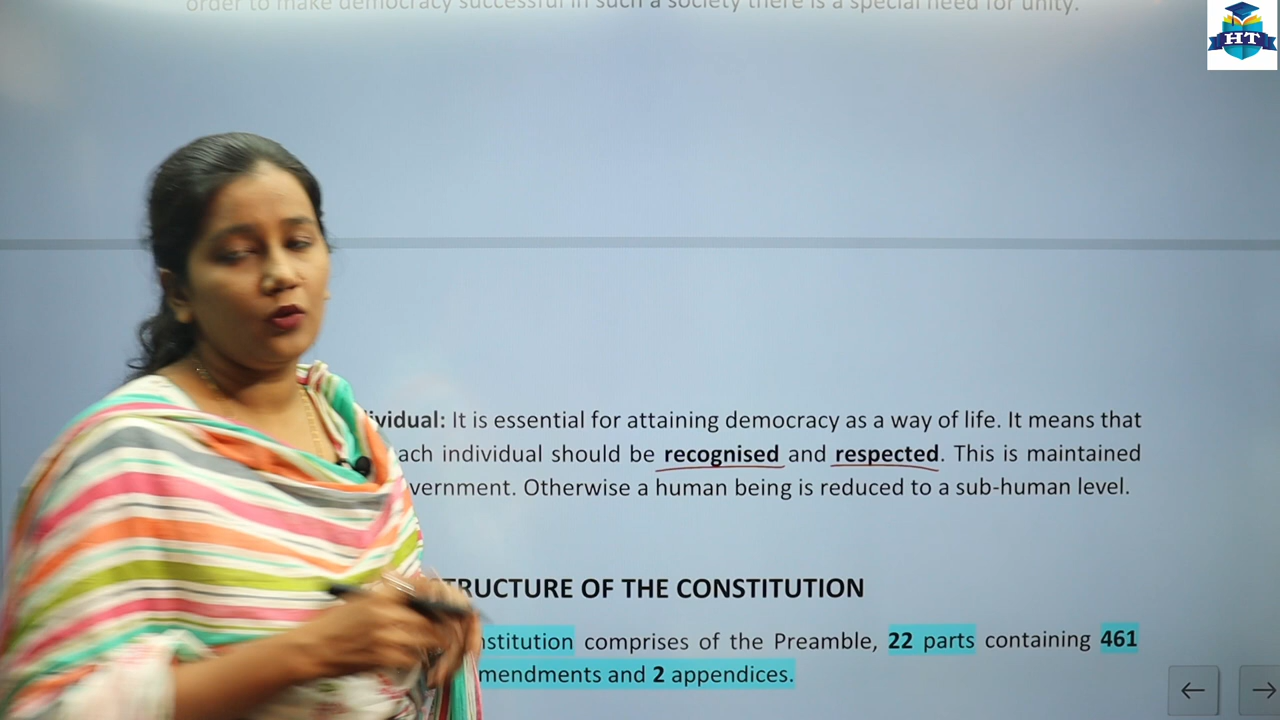 order to make democracy successful in such a society there is a special need for unity.
HT
dividual: It is essential for attaining democracy as a way of life. It means that
ach individual should be recognised and respected. This is maintained
vernment. Otherwise a human being is reduced to a sub-human level.
TRUCTURE OF THE CONSTITUTION
nstitution comprises of the Preamble, 22 parts containing 461
mendments and 2 appendices.